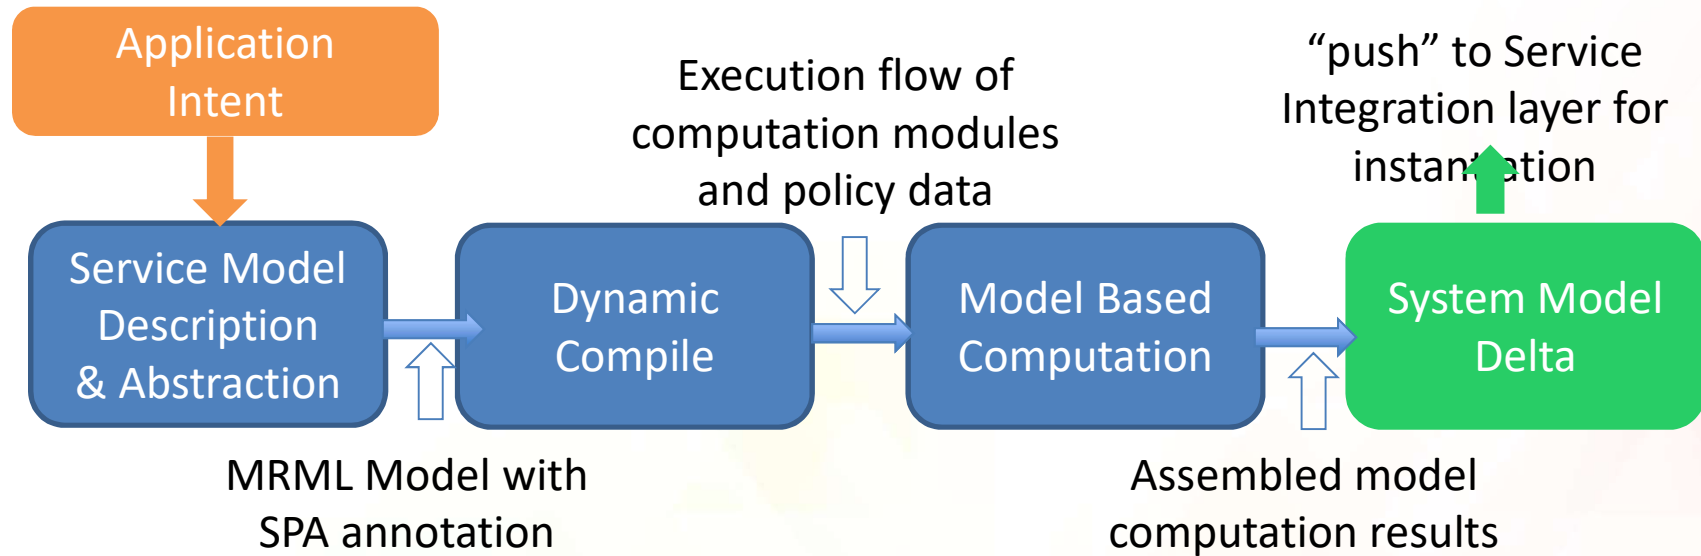 Application
Intent
Execution flow of
computation modules
and policy data
“push” to Service
Integration layer for
instantiation
Service Model
Description
& Abstraction
Dynamic
Compile
Model Based
Computation
System Model
Delta
MRML Model with
SPA annotation
Assembled model
computation results